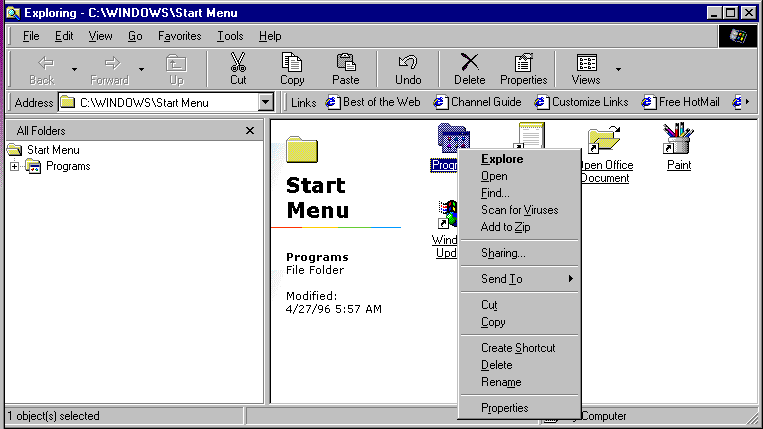 Exploring - C:\WINDOWS\Start Menu
File Edit View Go Favorites Tools Help
Back Forward Up Cut Copy Paste Undo Delete Properties Views
Address C:\WINDOWS\Start Menu Links Best of the Web Channel Guide Customize Links Free HotMail
All Folders
Start Menu
Programs
Start
Menu
Programs
File Folder
Modified:
4/27/96 5:57 AM
Open Office
Document
Paint
Explore
Open
Find...
Scan for Viruses
Add to Zip
Sharing...
Send To
Cut
Copy
Create Shortcut
Delete
Rename
Properties
1 object(s) selected
Computer